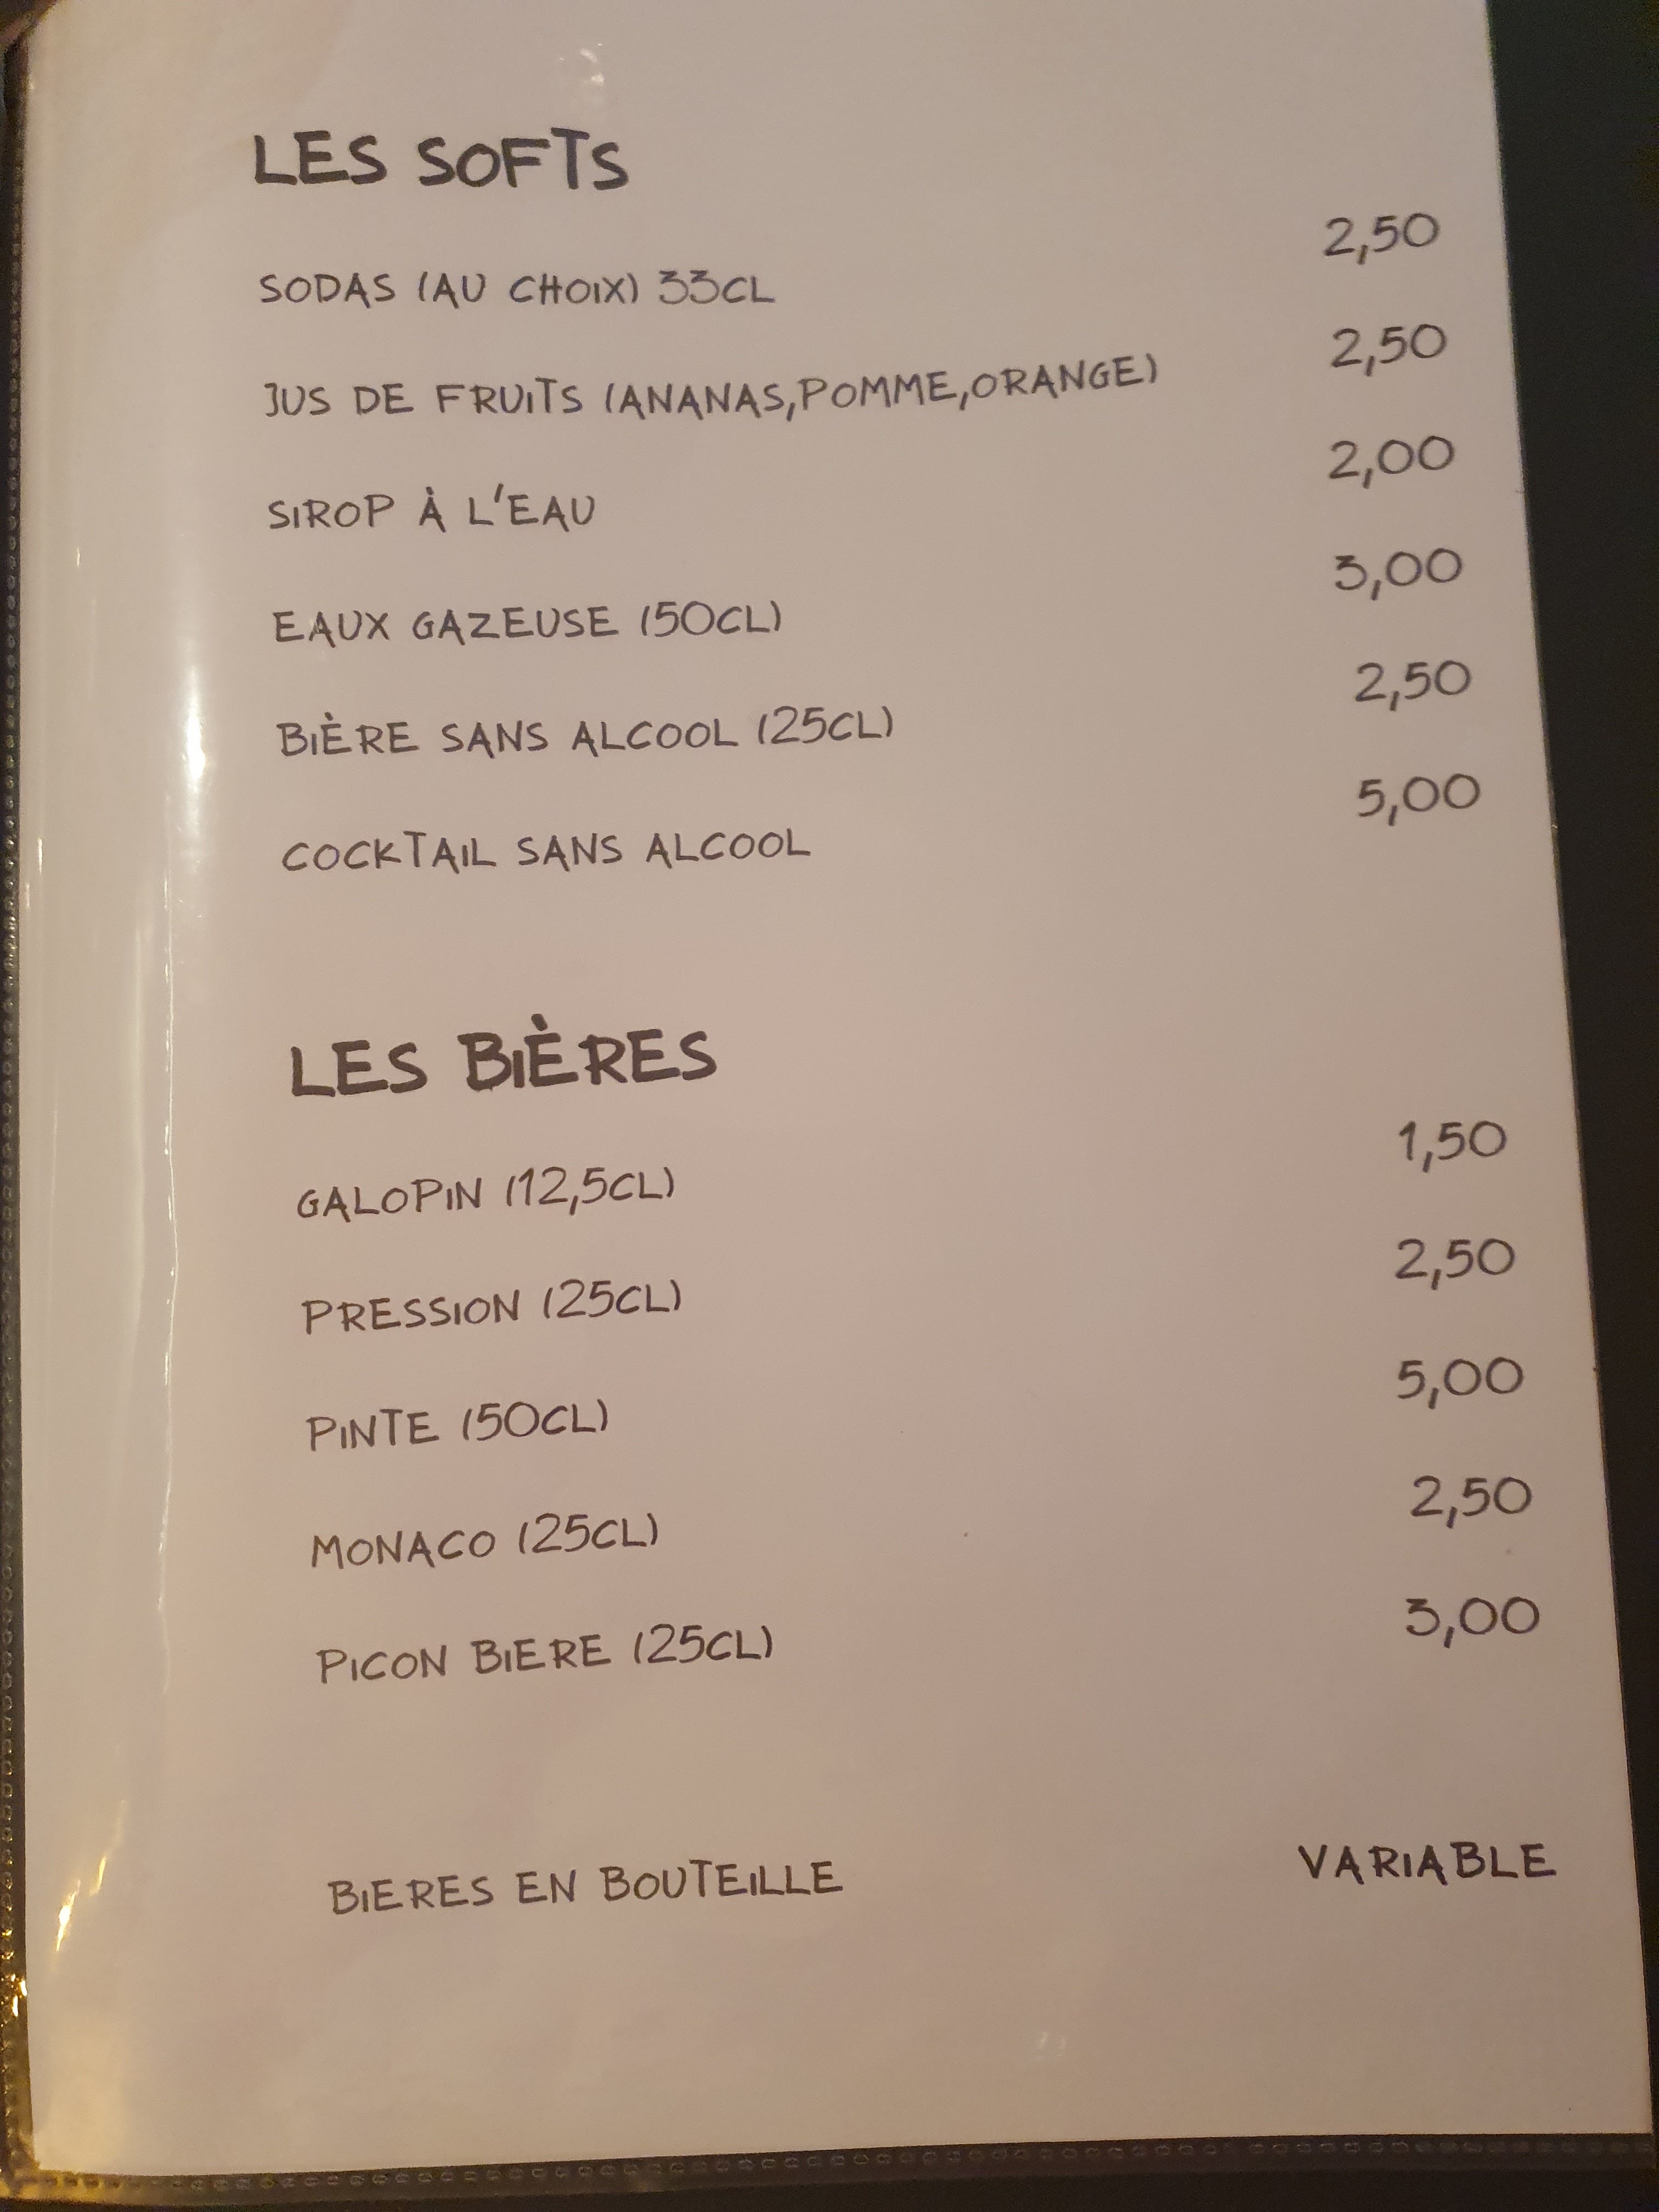 LES SOFTS
SODAS (AU CHOIX) 33CL 2,50
JUS DE FRUITS (ANANAS,POMME,ORANGE) 2,50
SIROP À L'EAU 2,00
EAUX GAZEUSE (50CL) 3,00
BIÈRE SANS ALCOOL (25CL) 2,50
COCKTAIL SANS ALCOOL 5,00
LES BIÈRES
GALOPIN (12,5CL) 1,50
PRESSION (25CL) 2,50
PINTE (50CL) 5,00
MONACO (25CL) 2,50
PICON BIERE (25CL) 3,00
BIERES EN BOUTEILLE VARIABLE